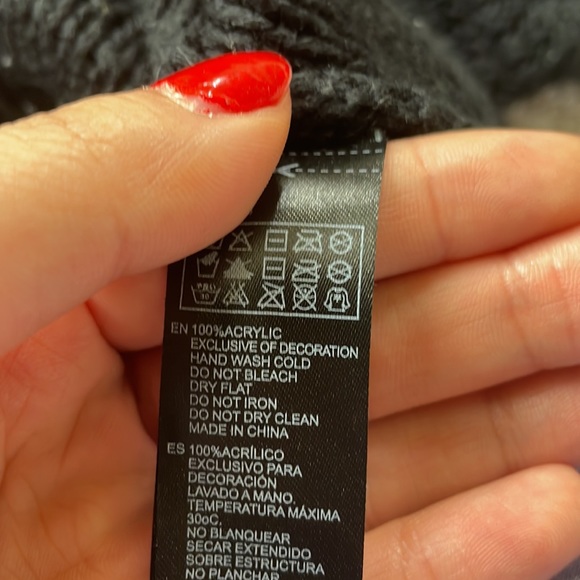 EN 100%ACRYLIC
EXCLUSIVE OF DECORATION
HAND WASH COLD
DO NOT BLEACH
DRY FLAT
DO NOT IRON
DO NOT DRY CLEAN
MADE IN CHINA
ES 100%ACRÍLICO
EXCLUSIVO PARA
DECORACIÓN
LAVADO A MANO.
TEMPERATURA MÁXIMA
30oC.
NO BLANQUEAR
SECAR EXTENDIDO
SOBRE ESTRUCTURA
NO PLANCHAR